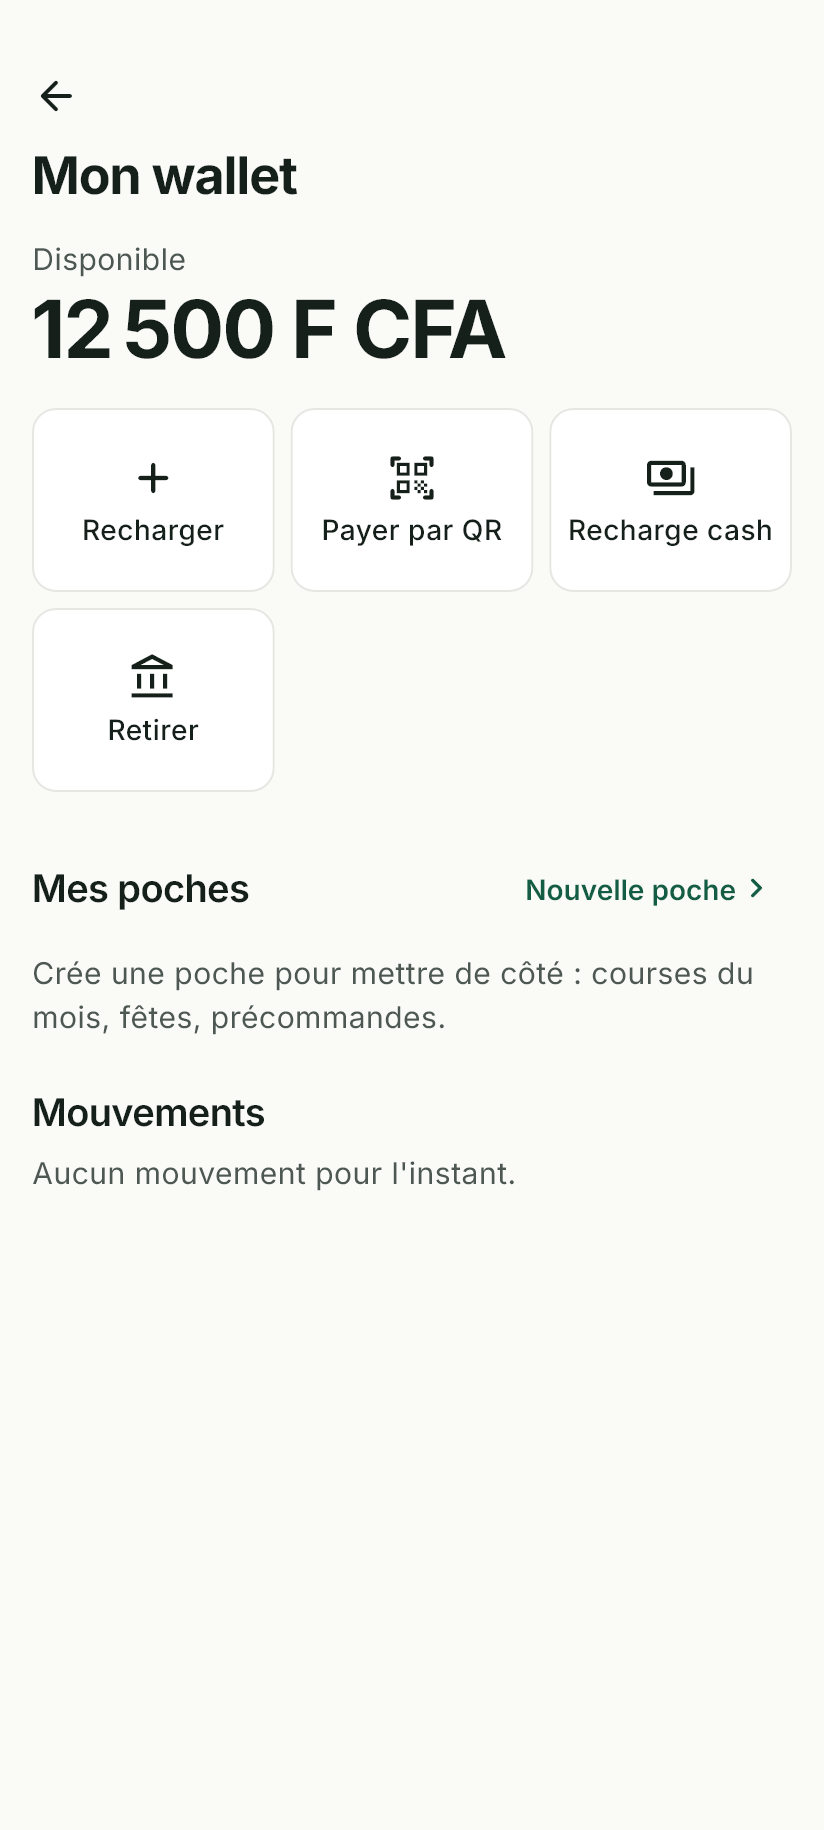 Mon wallet
Disponible
12 500 F CFA
Recharger
Payer par QR
Recharge cash
Retirer
Mes poches
Nouvelle poche
Crée une poche pour mettre de côté : courses du
mois, fêtes, précommandes.
Mouvements
Aucun mouvement pour l'instant.